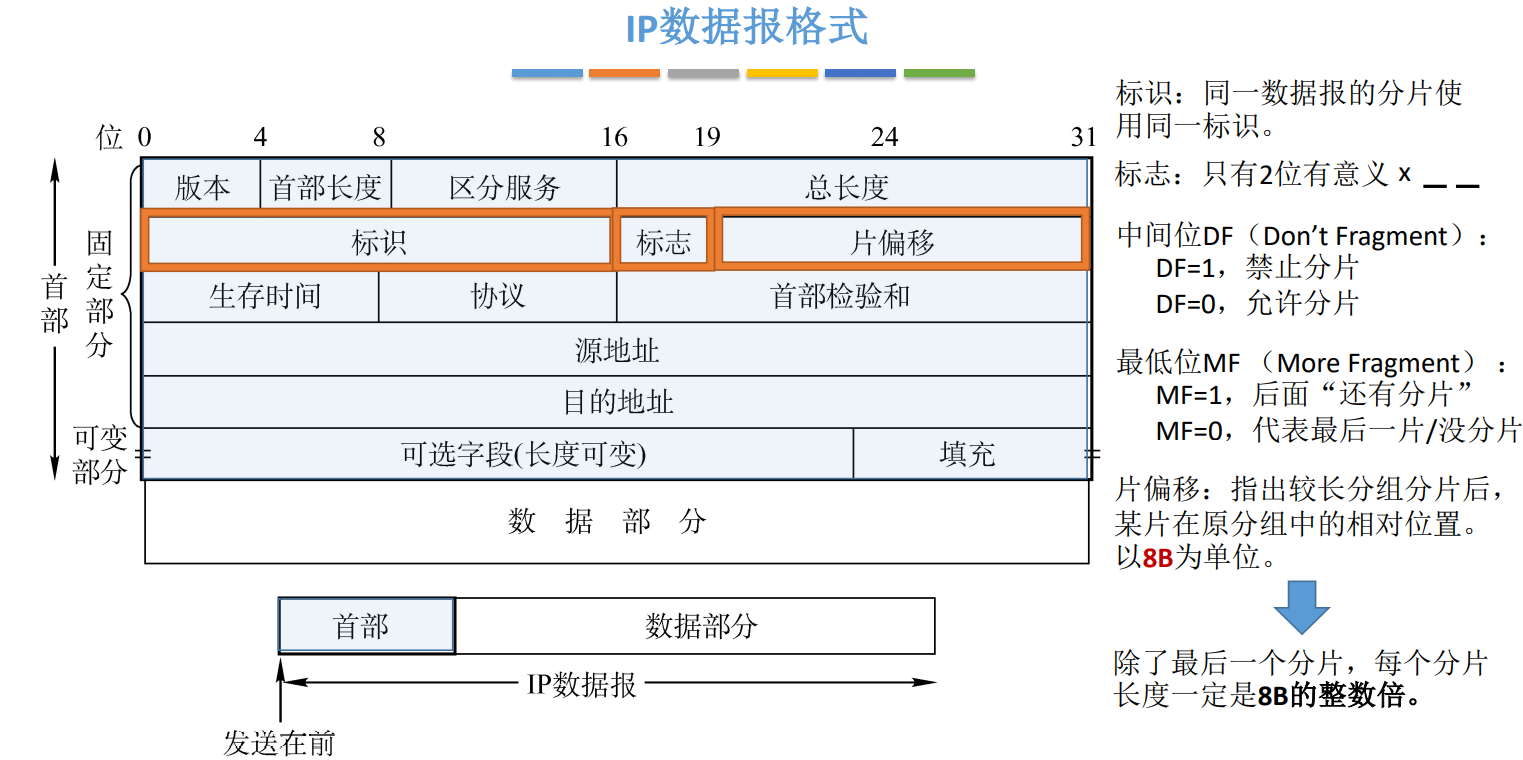 IP数据报格式
位 0 4 8 16 19 24 31
版本 首部长度 区分服务 总长度
标识 标志 片偏移
生存时间 协议 首部检验和
源地址
目的地址
可选字段(长度可变) 填充
数 据 部 分
首部
固定部分
可变
部分
首部 数据部分
IP数据报
发送在前
标识：同一数据报的分片使
用同一标识。
标志：只有2位有意义 x _ _
中间位DF（Don’t Fragment）：
DF=1，禁止分片
DF=0，允许分片
最低位MF （More Fragment）：
MF=1，后面“还有分片”
MF=0，代表最后一片/没分片
片偏移：指出较长分组分片后，
某片在原分组中的相对位置。
以8B为单位。
除了最后一个分片，每个分片
长度一定是8B的整数倍。